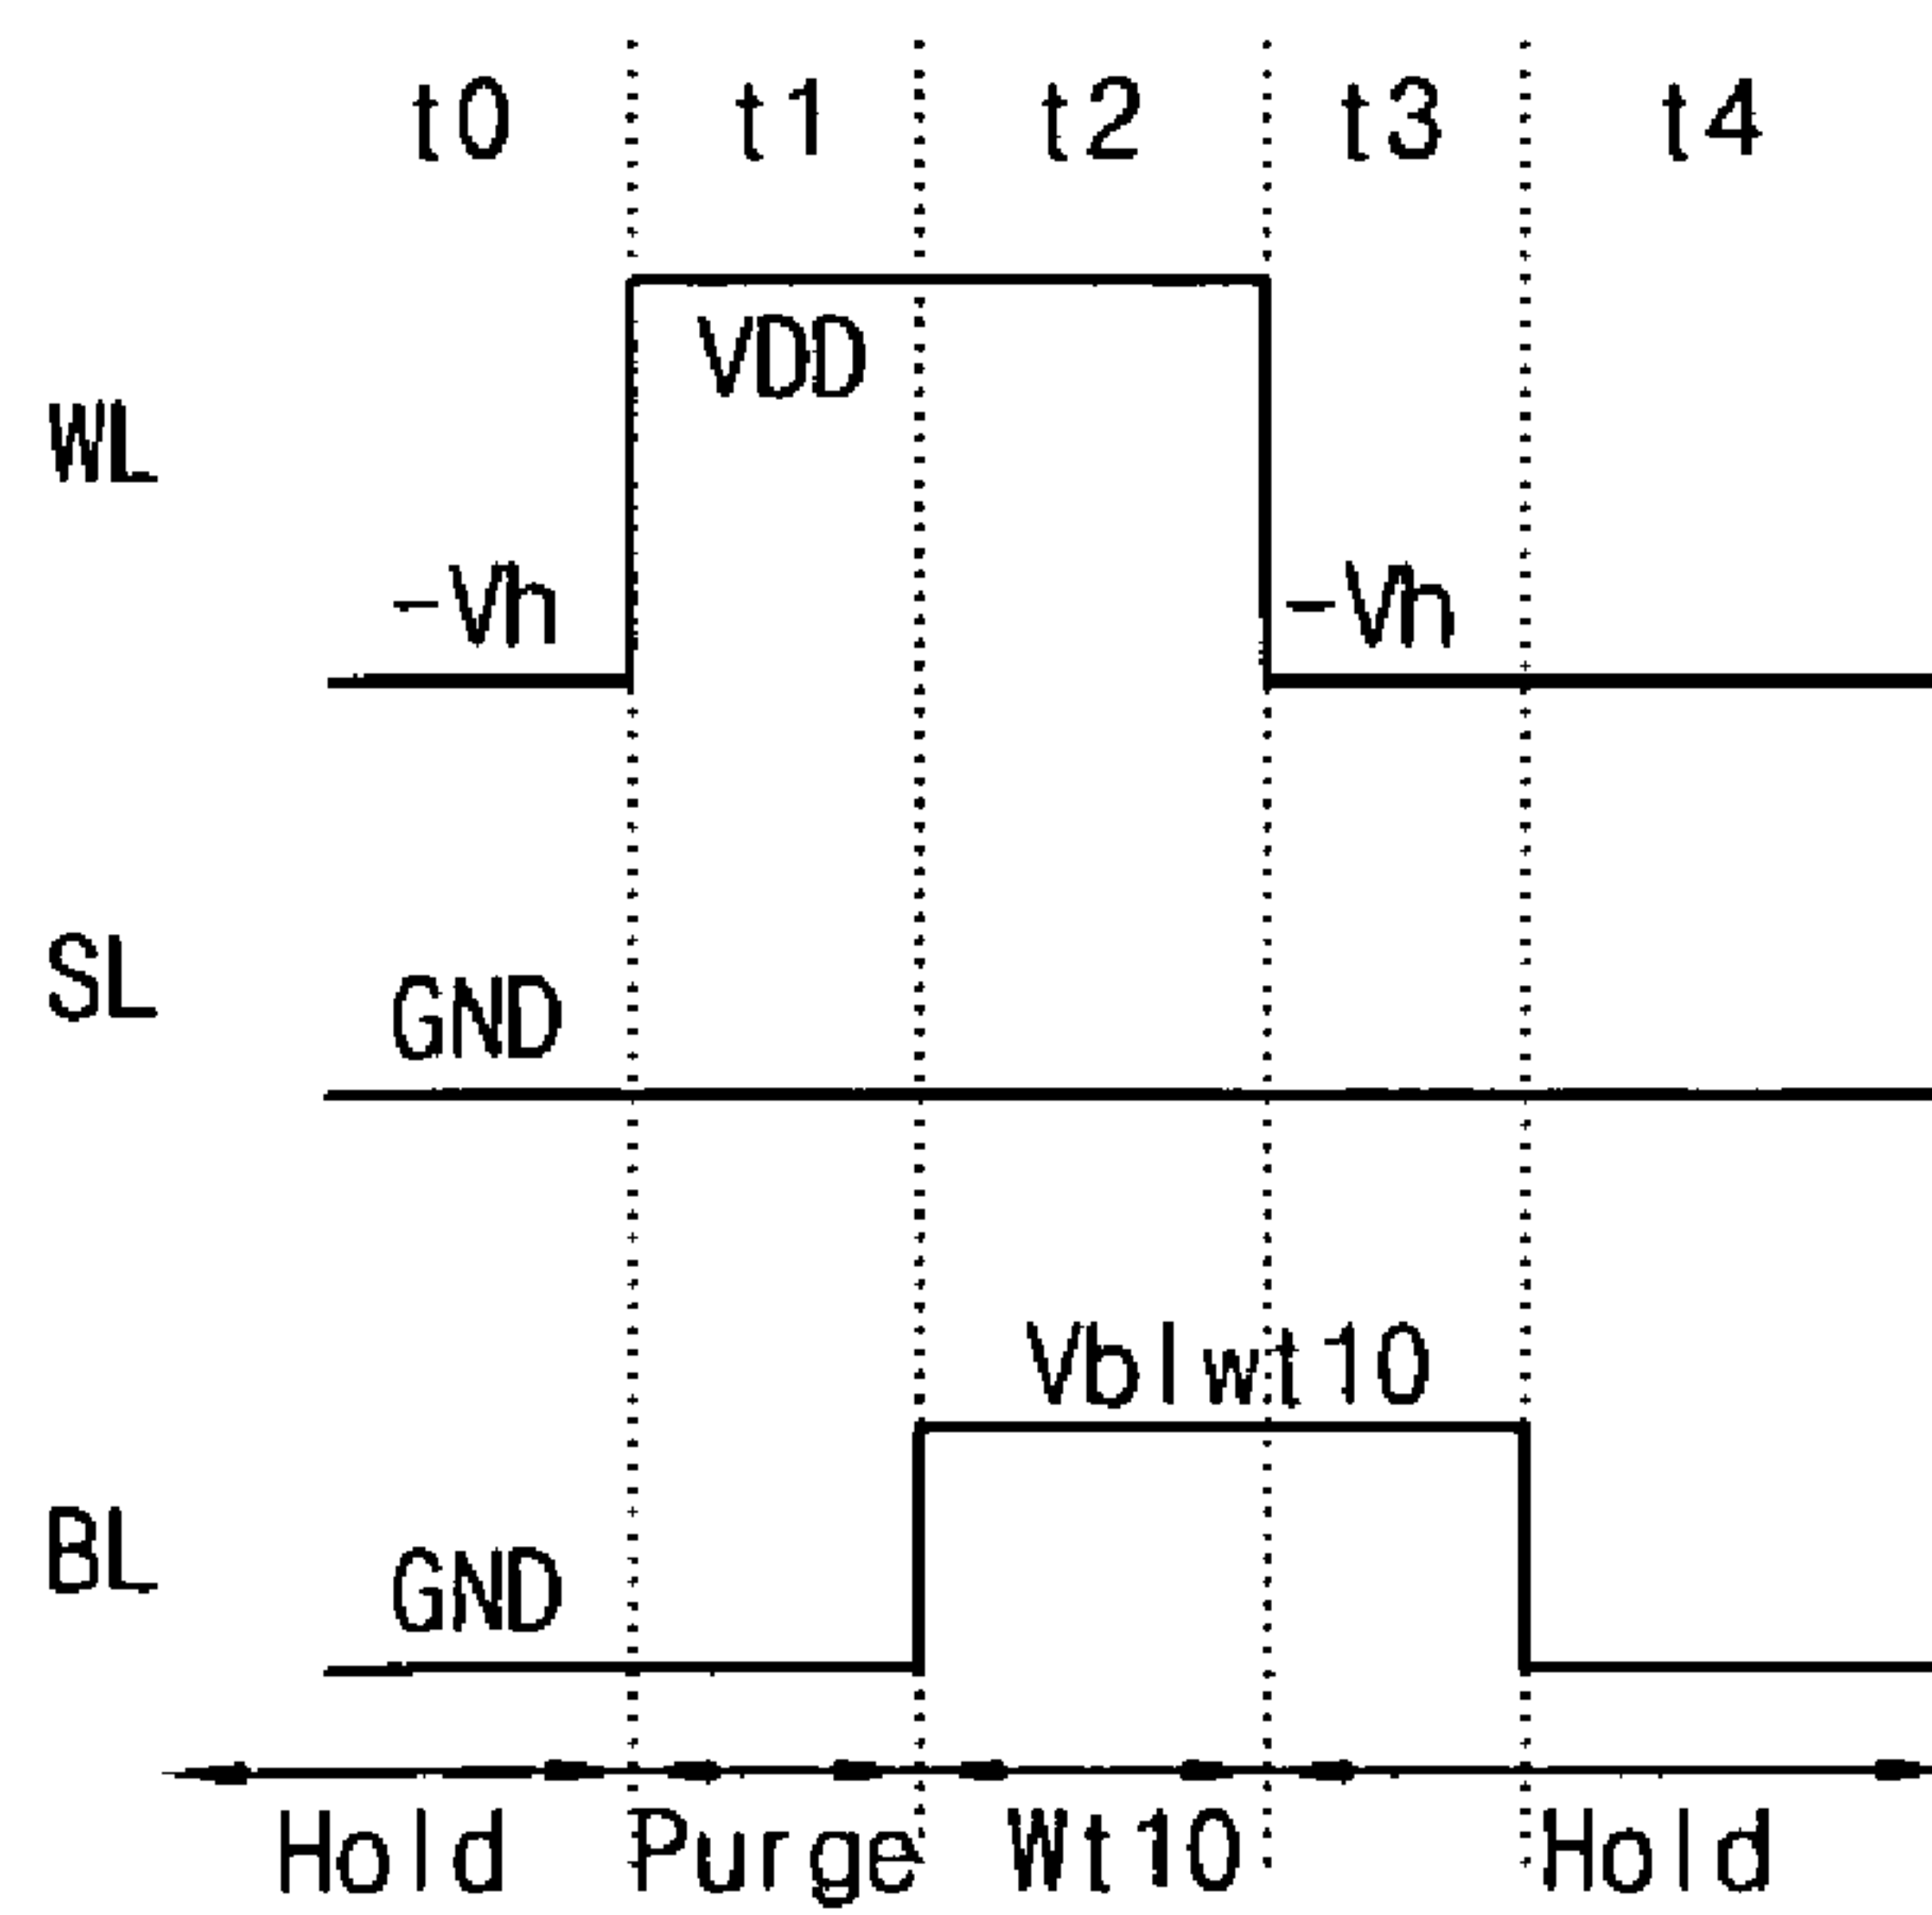 t0 t1 t2 t3 t4
VDD
WL
-Vh -Vh
SL
GND
Vblwt10
BL
GND
Hold Purge Wt10 Hold